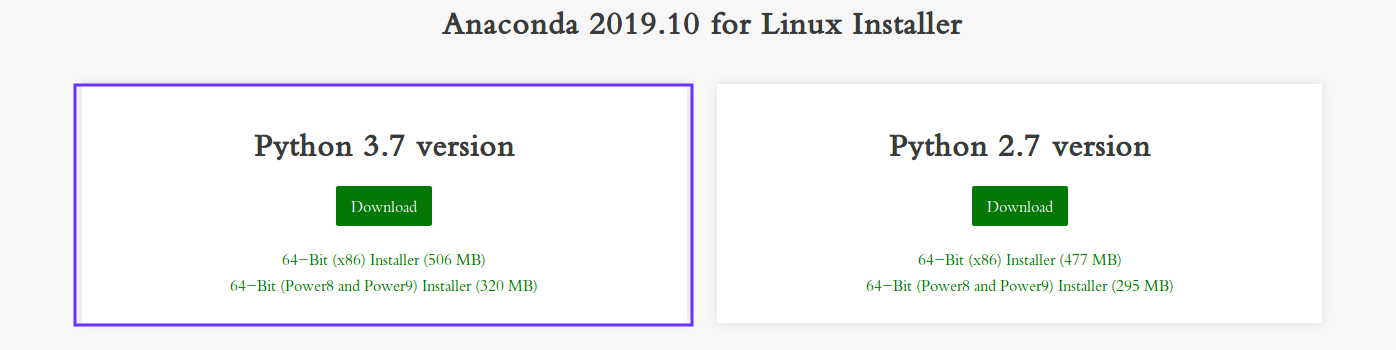 Anaconda 2019.10 for Linux Installer
Python 3.7 version
Download
64-Bit (x86) Installer (506 MB)
64-Bit (Power8 and Power9) Installer (320 MB)
Python 2.7 version
Download
64-Bit (x86) Installer (477 MB)
64-Bit (Power8 and Power9) Installer (295 MB)